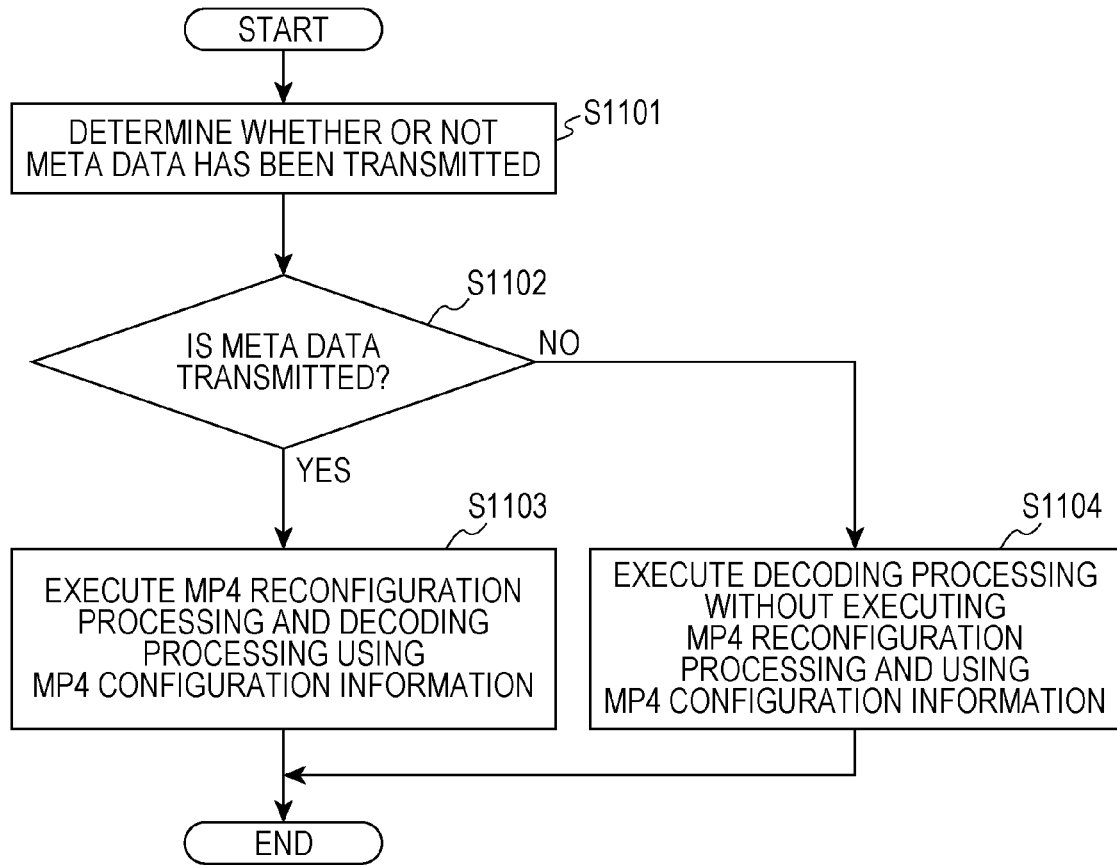 START
S1101
DETERMINE WHETHER OR NOT
META DATA HAS BEEN TRANSMITTED
S1102
IS META DATA
TRANSMITTED?
NO
YES
S1103
EXECUTE MP4 RECONFIGURATION
PROCESSING AND DECODING
PROCESSING USING
MP4 CONFIGURATION INFORMATION
S1104
EXECUTE DECODING PROCESSING
WITHOUT EXECUTING
MP4 RECONFIGURATION
PROCESSING AND USING
MP4 CONFIGURATION INFORMATION
END